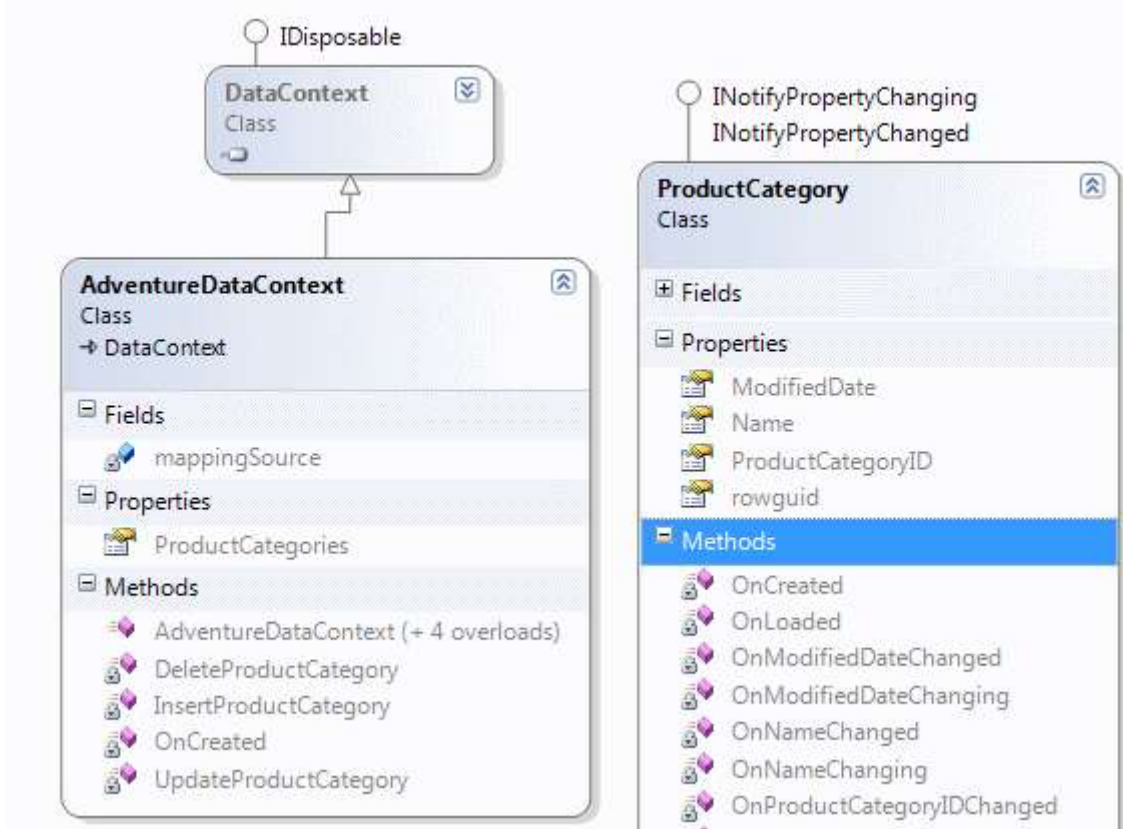 IDisposable
DataContext
Class
AdventureDataContext
Class
DataContext
Fields
mappingSource
Properties
ProductCategories
Methods
AdventureDataContext (+ 4 overloads)
DeleteProductCategory
InsertProductCategory
OnCreated
UpdateProductCategory
INotifyPropertyChanging
INotifyPropertyChanged
ProductCategory
Class
Fields
Properties
ModifiedDate
Name
ProductCategoryID
rowguid
Methods
OnCreated
OnLoaded
OnModifiedDateChanged
OnModifiedDateChanging
OnNameChanged
OnNameChanging
OnProductCategoryIDChanged